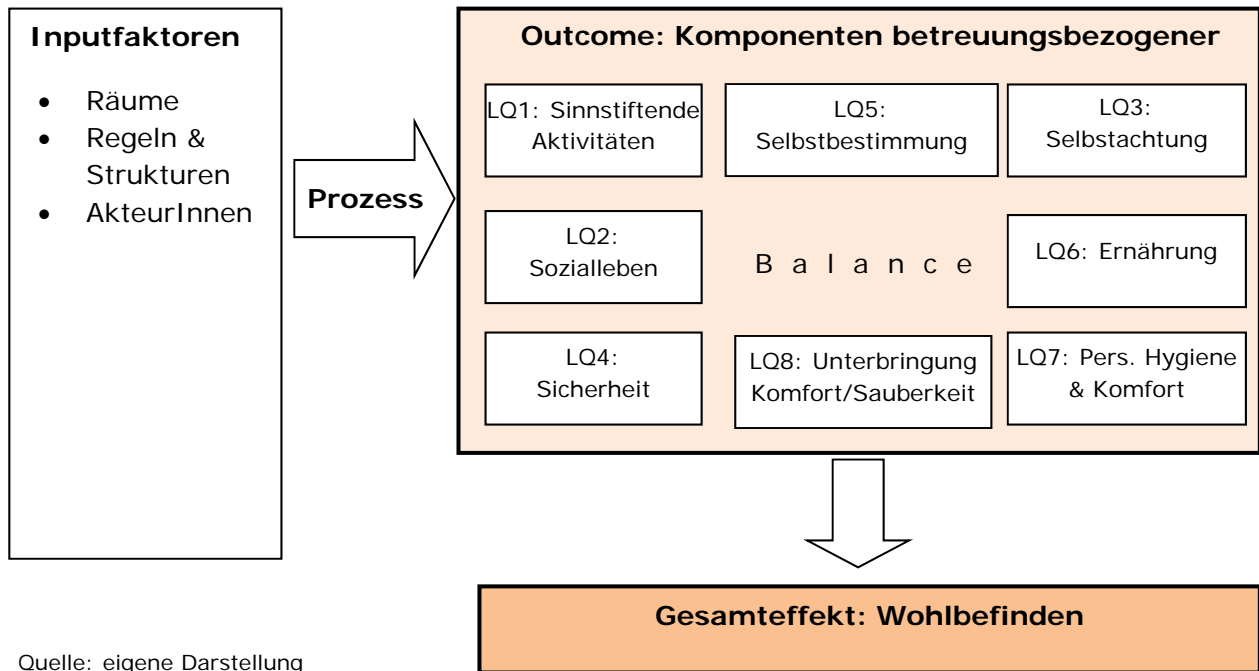 Inputfaktoren
• Räume
• Regeln &
Strukturen
• AkteurInnen
Prozess
Outcome: Komponenten betreuungsbezogener
LQ1: Sinnstiftende
Aktivitäten
LQ5:
Selbstbestimmung
LQ3:
Selbstachtung
LQ2:
Sozialleben
B a l a n c e
LQ6: Ernährung
LQ4:
Sicherheit
LQ8: Unterbringung
Komfort/Sauberkeit
LQ7: Pers. Hygiene
& Komfort
Gesamteffekt: Wohlbefinden
Quelle: eigene Darstellung